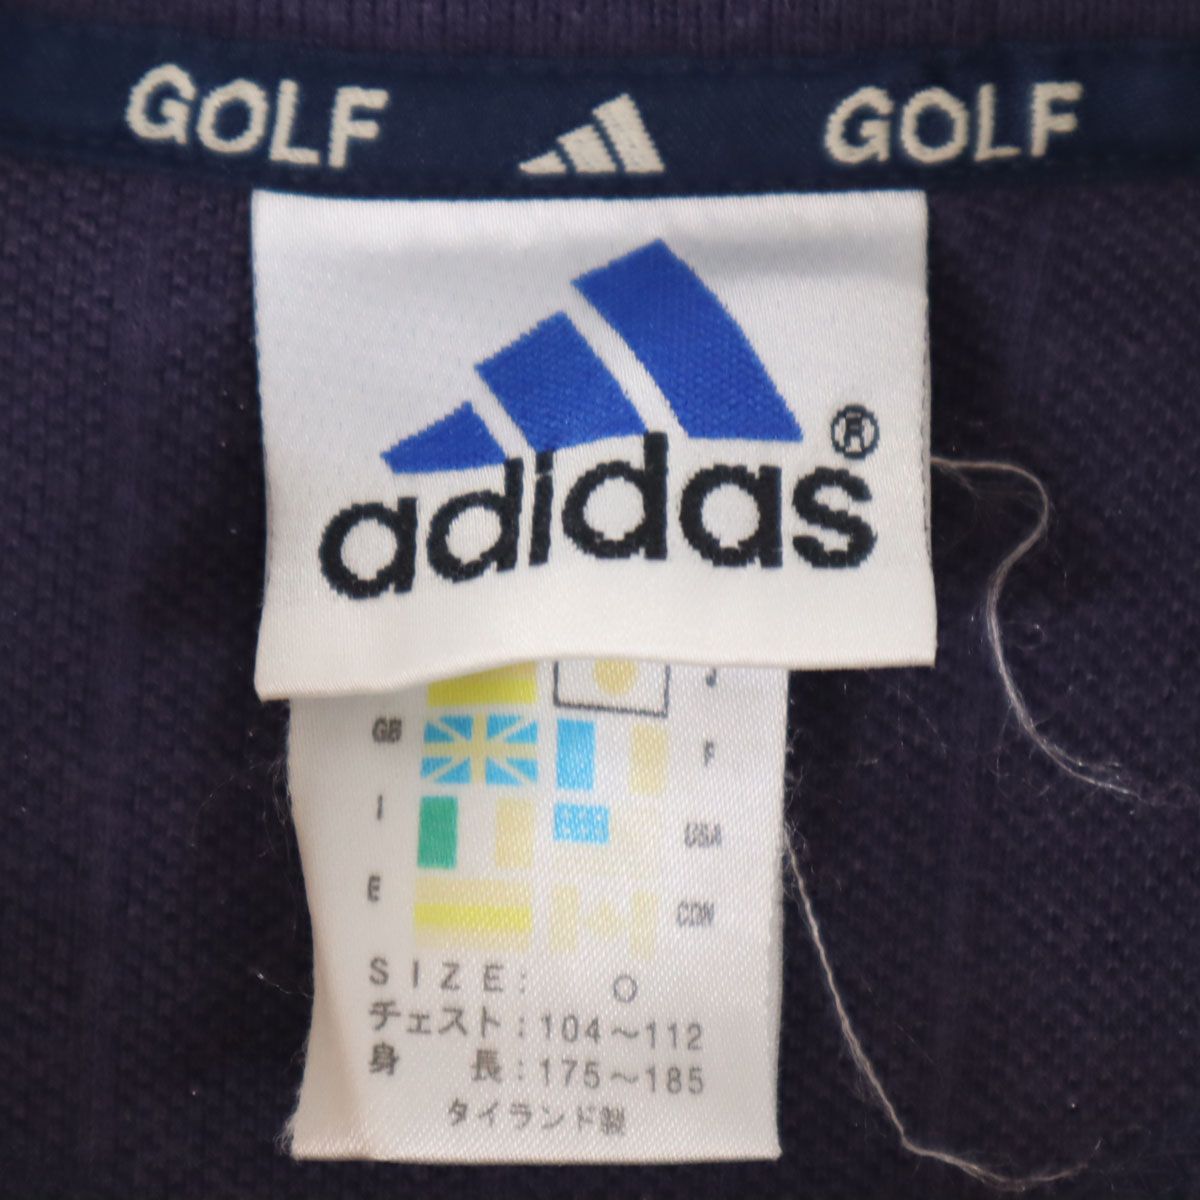 GOLF GOLF
adidas®
J
GB F
I USA
E CDN
SIZE: O
チェスト:104~112
身長:175~185
タイランド製